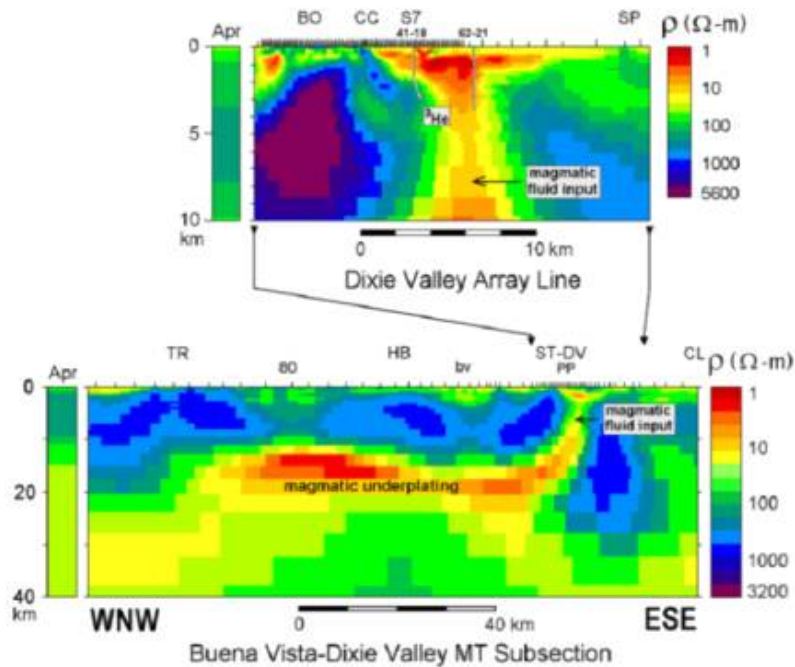 BO CC S7 SP
Apr 41-18 62-21 ρ (Ω-m)
0 1
10
5 ³He 100
magmatic
fluid input 1000
10 5600
km
0 10 km
Dixie Valley Array Line
TR 80 HB bv ST-DV CL
Apr PP ρ (Ω-m)
0 1
magmatic
fluid input
10
20 magmatic underplating
100
1000
40 3200
km
WNW 0 40 km ESE
Buena Vista-Dixie Valley MT Subsection